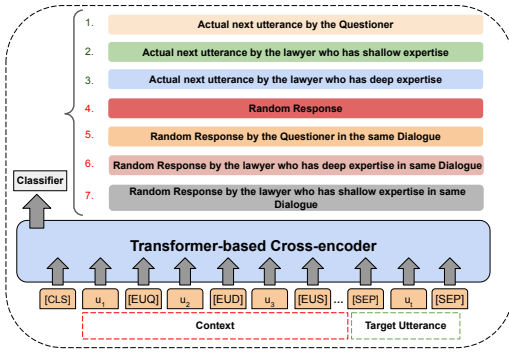 1. Actual next utterance by the Questioner
2. Actual next utterance by the lawyer who has shallow expertise
3. Actual next utterance by the lawyer who has deep expertise
4. Random Response
5. Random Response by the Questioner in the same Dialogue
6. Random Response by the lawyer who has deep expertise in same Dialogue
7. Random Response by the lawyer who has shallow expertise in same
Dialogue
Classifier
Transformer-based Cross-encoder
[CLS] u1 [EUQ] u2 [EUD] u3 [EUS] ... [SEP] ut [SEP]
Context Target Utterance